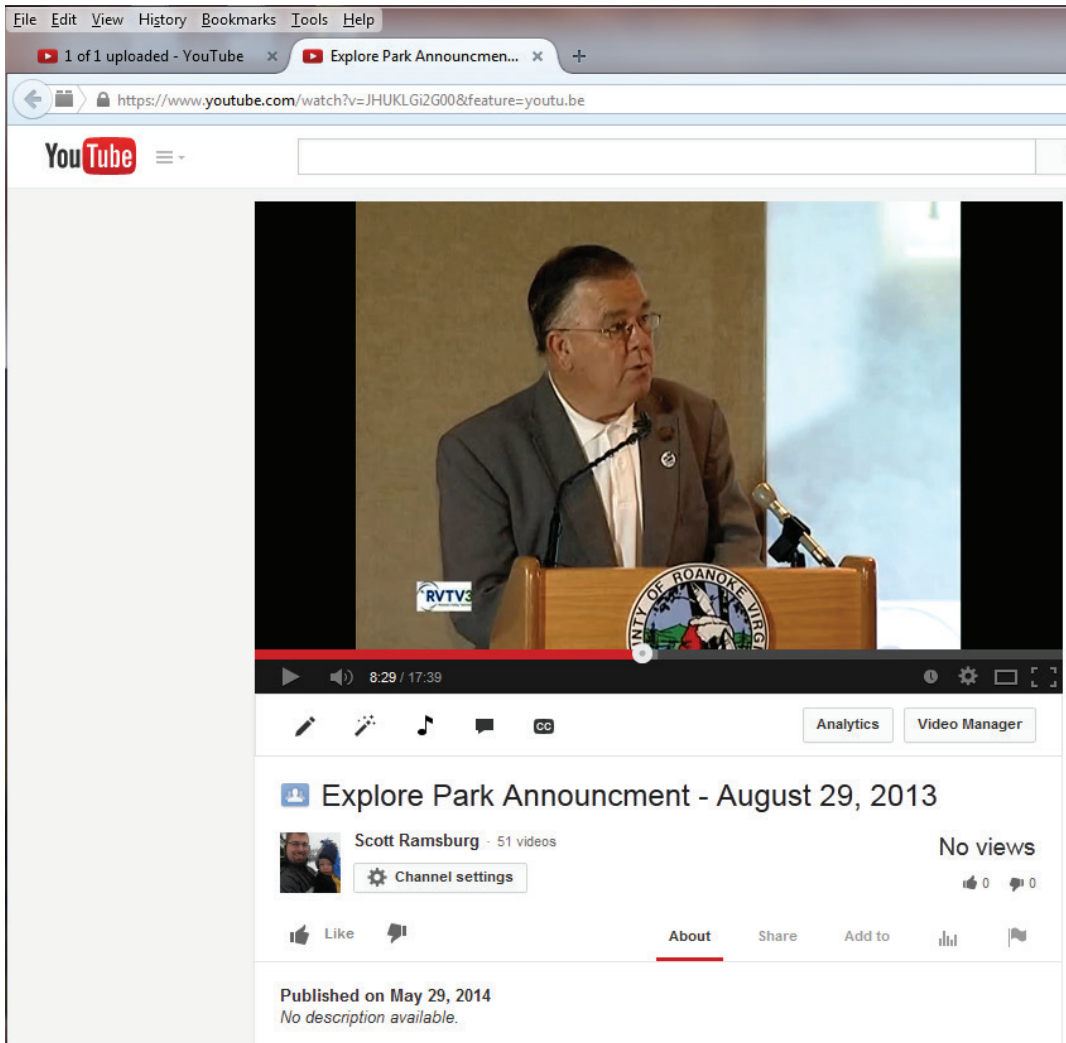 File Edit View History Bookmarks Tools Help
1 of 1 uploaded - YouTube × Explore Park Announcmen... × +
https://www.youtube.com/watch?v=JHUKLGi2G00&feature=youtu.be
YouTube
1
RVTV3
COUNTY OF ROANOKE VIRG
8:29 / 17:39
CC Analytics Video Manager
Explore Park Announcment - August 29, 2013
Scott Ramsburg · 51 videos
No views
Channel settings
0 0
Like About Share Add to
Published on May 29, 2014
No description available.